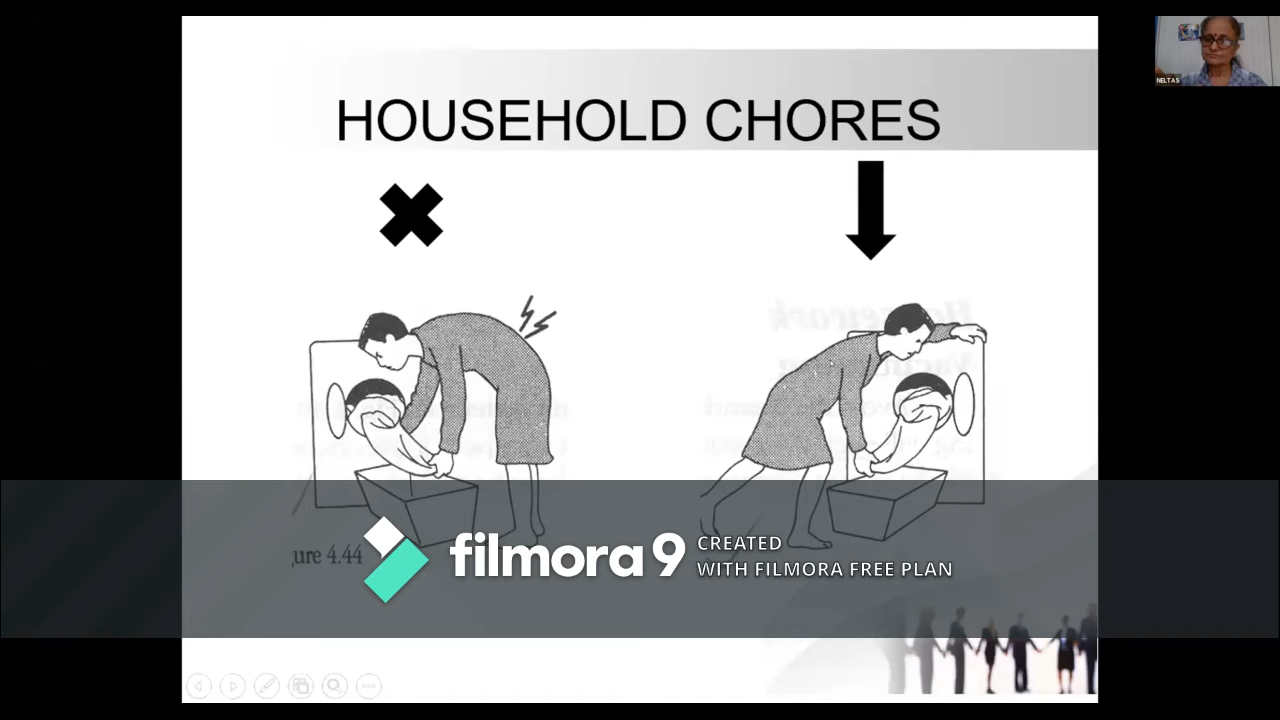 NELTAS
HOUSEHOLD CHORES
ure 4.44
filmora 9
CREATED
WITH FILMORA FREE PLAN